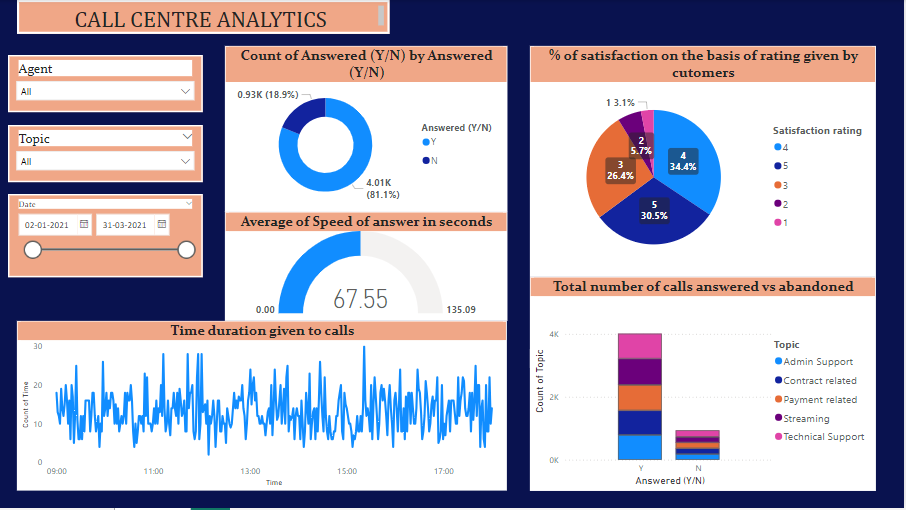 CALL CENTRE ANALYTICS
Agent
All
Topic
All
Date
02-01-2021
31-03-2021
Count of Answered (Y/N) by Answered
(Y/N)
0.93K (18.9%)
4.01K
(81.1%)
Answered (Y/N)
Y
N
Average of Speed of answer in seconds
67.55
0.00
135.09
% of satisfaction on the basis of rating given by
cutomers
1 3.1%
2
5.7%
3
26.4%
4
34.4%
5
30.5%
Satisfaction rating
4
5
3
2
1
Time duration given to calls
Count of Time
30
20
10
0
09:00
11:00
13:00
15:00
17:00
Time
Total number of calls answered vs abandoned
Count of Topic
4K
2K
0K
Y
N
Answered (Y/N)
Topic
Admin Support
Contract related
Payment related
Streaming
Technical Support